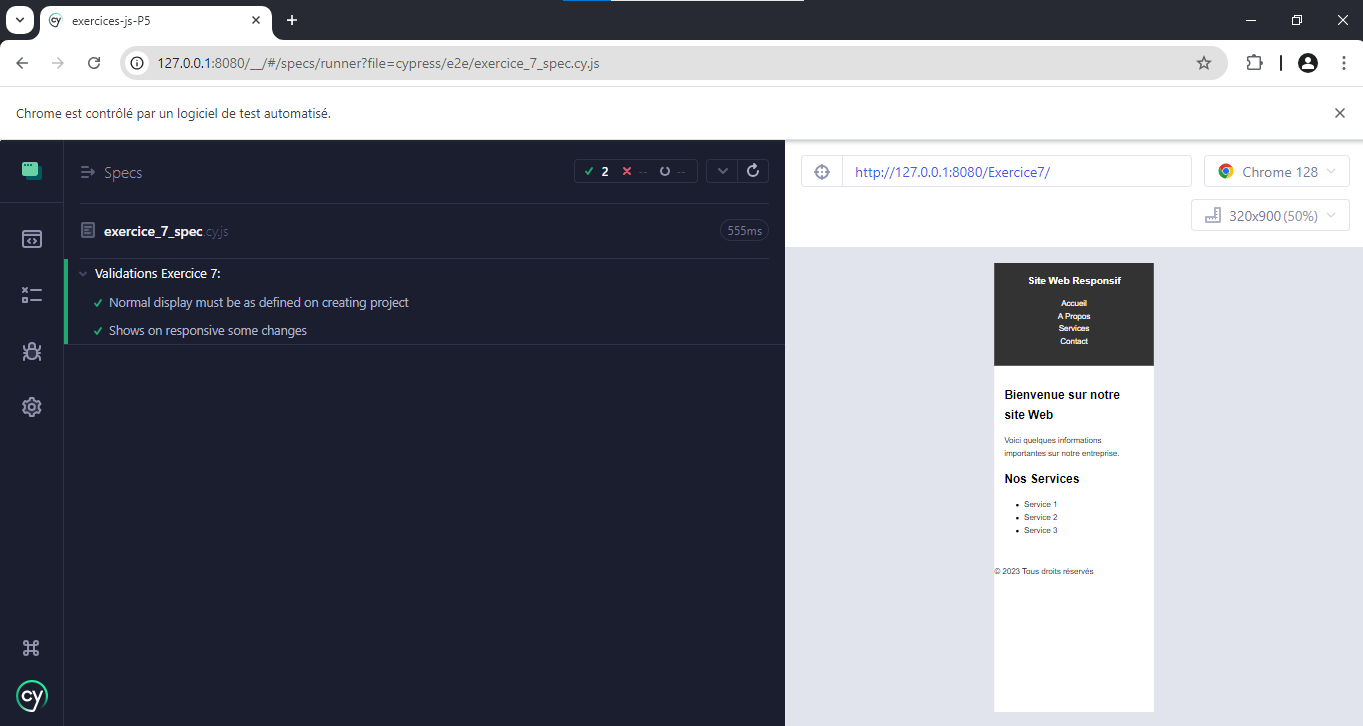 exercices-js-P5
127.0.0.1:8080/__/#/specs/runner?file=cypress/e2e/exercice_7_spec.cy.js
Chrome est contrôlé par un logiciel de test automatisé.
Specs
2 -- --
http://127.0.0.1:8080/Exercice7/
Chrome 128
320x900 (50%)
exercice_7_spec.cy.js
555ms
Validations Exercice 7:
Normal display must be as defined on creating project
Shows on responsive some changes
cy
Site Web Responsif
Accueil
A Propos
Services
Contact
Bienvenue sur notre
site Web
Voici quelques informations
importantes sur notre entreprise.
Nos Services
Service 1
Service 2
Service 3
© 2023 Tous droits réservés